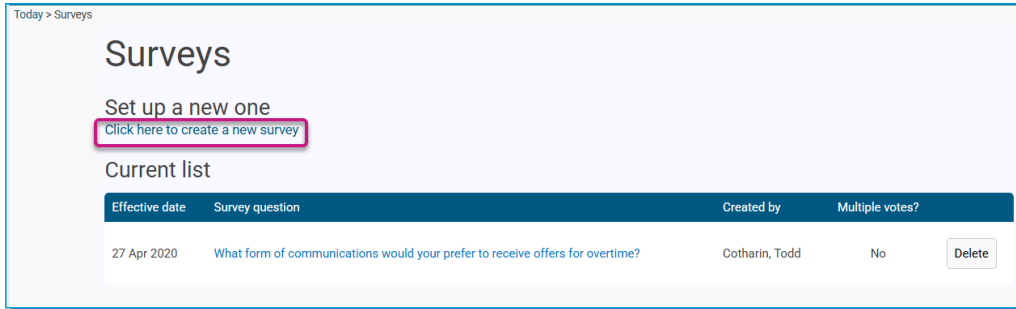 Today > Surveys
Surveys
Set up a new one
Click here to create a new survey
Current list
Effective date Survey question Created by Multiple votes?
27 Apr 2020 What form of communications would your prefer to receive offers for overtime? Cotharin, Todd No Delete